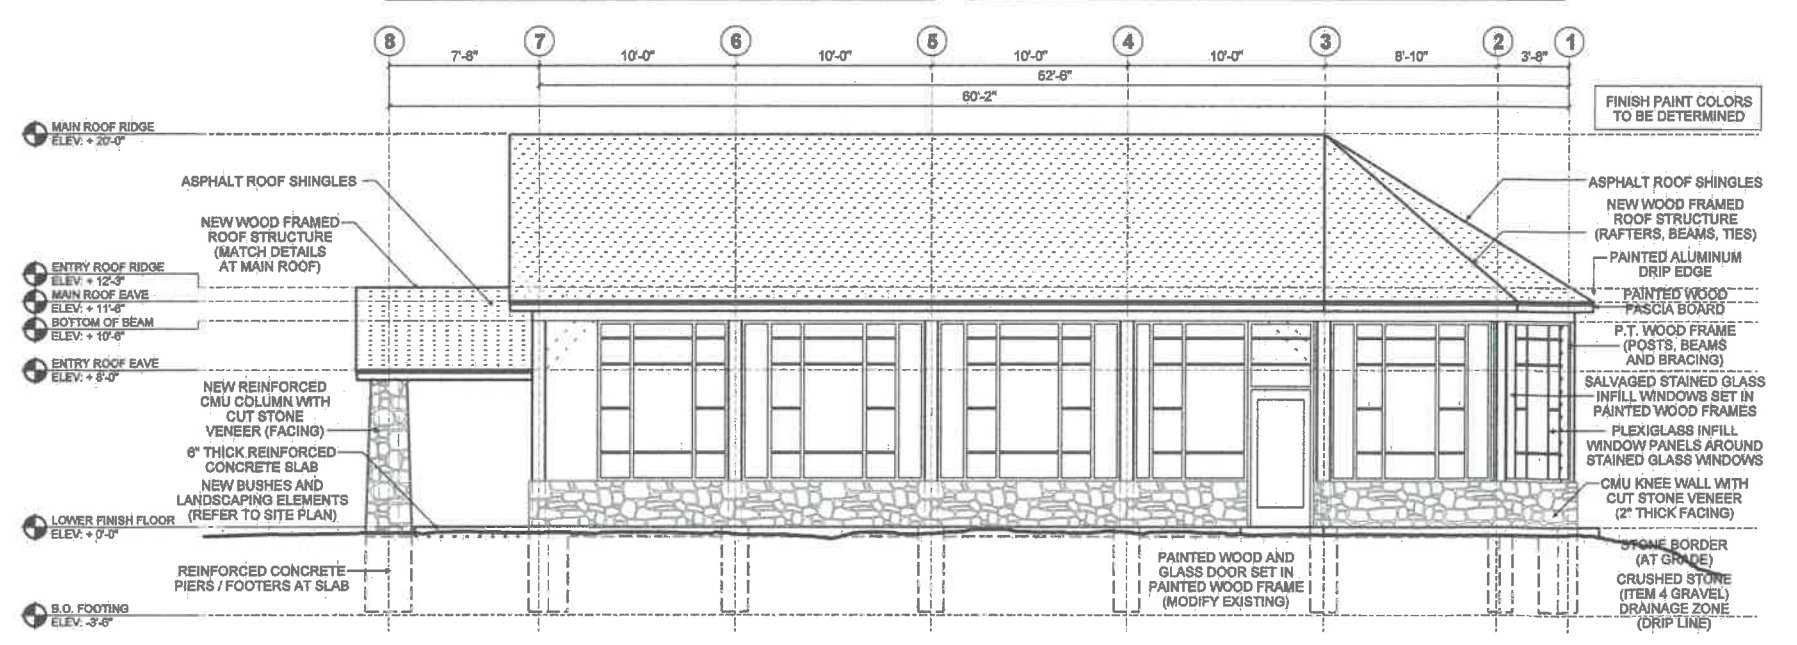 8 7 6 5 4 3 2 1
7'-8" 10'-0" 10'-0" 10'-0" 10'-0" 8'-10" 3'-8"
52'-6"
60'-2"
FINISH PAINT COLORS
TO BE DETERMINED
MAIN ROOF RIDGE
ELEV: + 20'-0"
ASPHALT ROOF SHINGLES
NEW WOOD FRAMED
ROOF STRUCTURE
(MATCH DETAILS
AT MAIN ROOF)
ENTRY ROOF RIDGE
ELEV: + 12'-3"
MAIN ROOF EAVE
ELEV: + 11'-6"
BOTTOM OF BEAM
ELEV: + 10'-6"
ENTRY ROOF EAVE
ELEV: + 8'-0"
NEW REINFORCED
CMU COLUMN WITH
CUT STONE
VENEER (FACING)
6" THICK REINFORCED
CONCRETE SLAB
NEW BUSHES AND
LANDSCAPING ELEMENTS
(REFER TO SITE PLAN)
LOWER FINISH FLOOR
ELEV: + 0'-0"
REINFORCED CONCRETE
PIERS / FOOTERS AT SLAB
B.O. FOOTING
ELEV: -3'-6"
PAINTED WOOD AND
GLASS DOOR SET IN
PAINTED WOOD FRAME
(MODIFY EXISTING)
ASPHALT ROOF SHINGLES
NEW WOOD FRAMED
ROOF STRUCTURE
(RAFTERS, BEAMS, TIES)
PAINTED ALUMINUM
DRIP EDGE
PAINTED WOOD
FASCIA BOARD
P.T. WOOD FRAME
(POSTS, BEAMS
AND BRACING)
SALVAGED STAINED GLASS
INFILL WINDOWS SET IN
PAINTED WOOD FRAMES
PLEXIGLASS INFILL
WINDOW PANELS AROUND
STAINED GLASS WINDOWS
CMU KNEE WALL WITH
CUT STONE VENEER
(2" THICK FACING)
STONE BORDER
(AT GRADE)
CRUSHED STONE
(ITEM 4 GRAVEL)
DRAINAGE ZONE
(DRIP LINE)